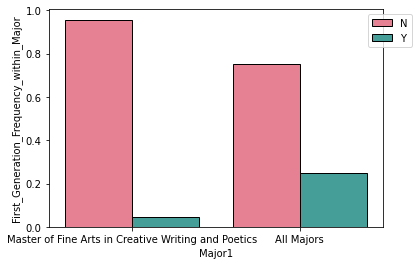 First_Generation_Frequency_within_Major
1.0
0.8
0.6
0.4
0.2
0.0
N
Y
Master of Fine Arts in Creative Writing and Poetics
All Majors
Major1